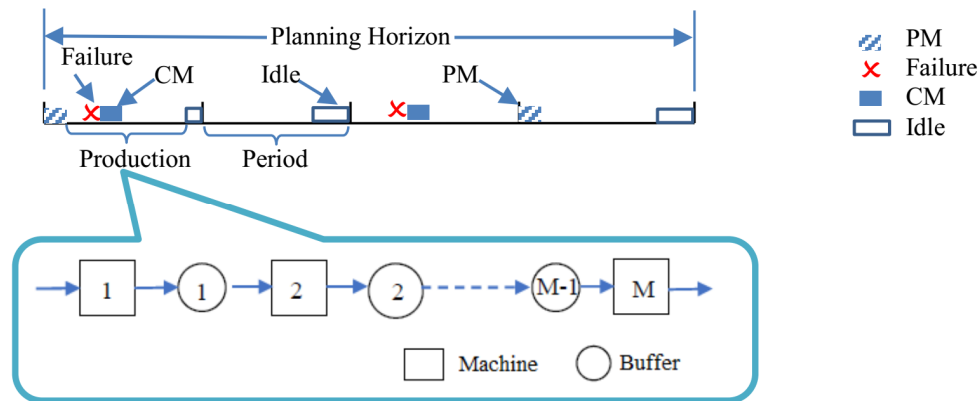 Planning Horizon
Failure
CM
Idle
PM
Production
Period
PM
Failure
CM
Idle
1
1
2
2
M-1
M
Machine
Buffer